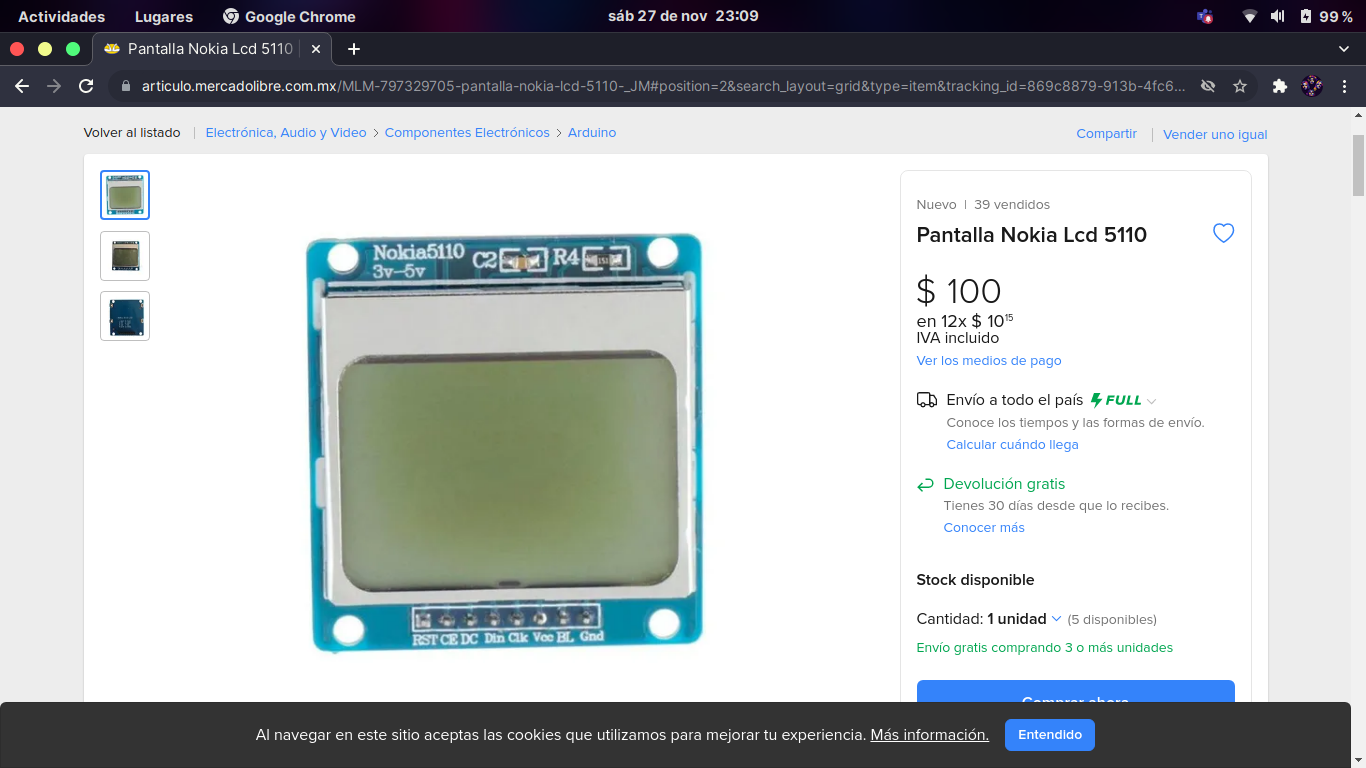 Actividades Lugares Google Chrome sáb 27 de nov 23:09 99 %
Pantalla Nokia Lcd 5110
articulo.mercadolibre.com.mx/MLM-797329705-pantalla-nokia-lcd-5110-_JM#position=2&search_layout=grid&type=item&tracking_id=869c8879-913b-4fc6...
Volver al listado | Electrónica, Audio y Video > Componentes Electrónicos > Arduino
Compartir | Vender uno igual
Nokia5110
3v-5v
C2
R4
151
RST CE DC Din Clk Vcc BL Gnd
Nuevo | 39 vendidos
Pantalla Nokia Lcd 5110
$ 100
en 12x $ 10 15
IVA incluido
Ver los medios de pago
Envío a todo el país FULL
Conoce los tiempos y las formas de envío.
Calcular cuándo llega
Devolución gratis
Tienes 30 días desde que lo recibes.
Conocer más
Stock disponible
Cantidad: 1 unidad (5 disponibles)
Envío gratis comprando 3 o más unidades
Comprar ahora
Al navegar en este sitio aceptas las cookies que utilizamos para mejorar tu experiencia. Más información. Entendido